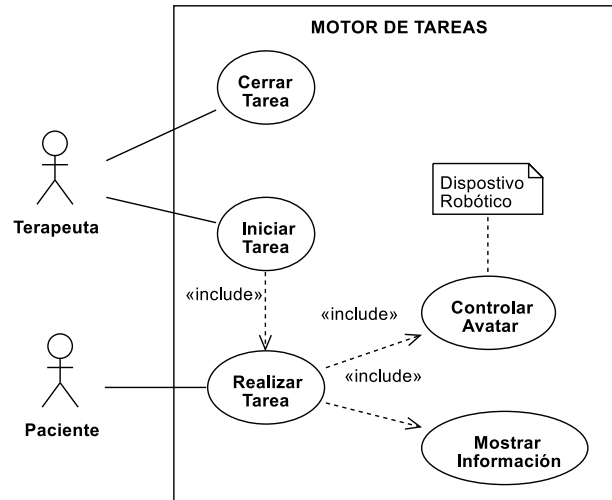 MOTOR DE TAREAS
Cerrar
Tarea
Terapeuta
Dispostivo
Robótico
Iniciar
Tarea
«include»
«include»
Controlar
Avatar
«include»
Realizar
Tarea
Paciente
Mostrar
Información